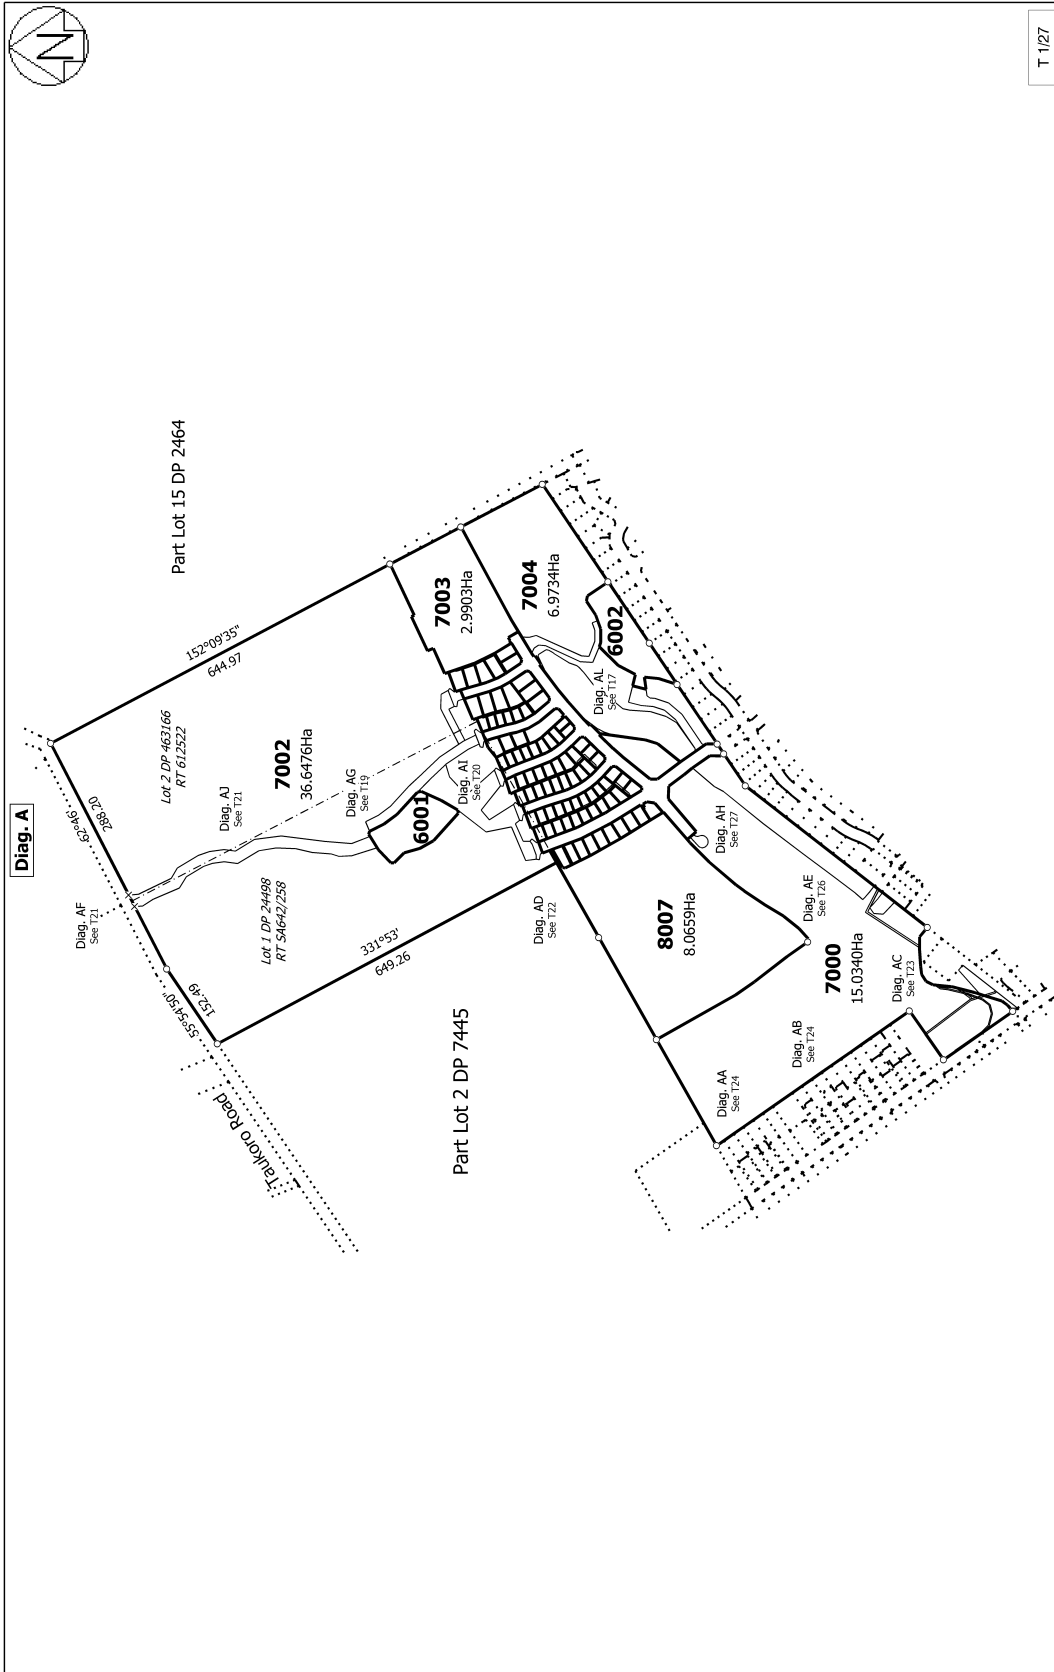 N
T 1/27
Diag. A
Part Lot 15 DP 2464
152°09'35"
644.97
62°46'
288.20
Lot 2 DP 463166
RT 612522
7002
36.6476Ha
Diag. AJ
See T21
Diag. AG
See T19
Diag. AF
See T21
Lot 1 DP 24498
RT SA642/258
55°54'50"
152.49
331°53'
649.26
Taukoro Road
Part Lot 2 DP 7445
6001
Diag. AI
See T20
7003
2.9903Ha
7004
6.9734Ha
6002
Diag. AL
See T17
Diag. AD
See T22
Diag. AH
See T27
8007
8.0659Ha
Diag. AE
See T26
7000
15.0340Ha
Diag. AC
See T23
Diag. AB
See T24
Diag. AA
See T24